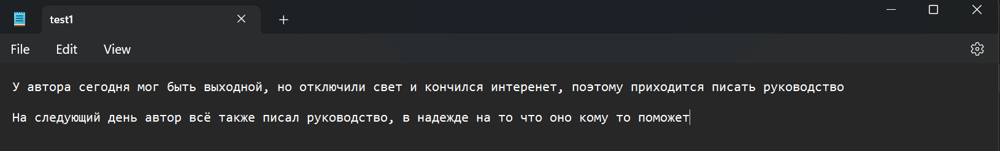 test1
File Edit View
У автора сегодня мог быть выходной, но отключили свет и кончился интеренет, поэтому приходится писать руководство
На следующий день автор всё также писал руководство, в надежде на то что оно кому то поможет